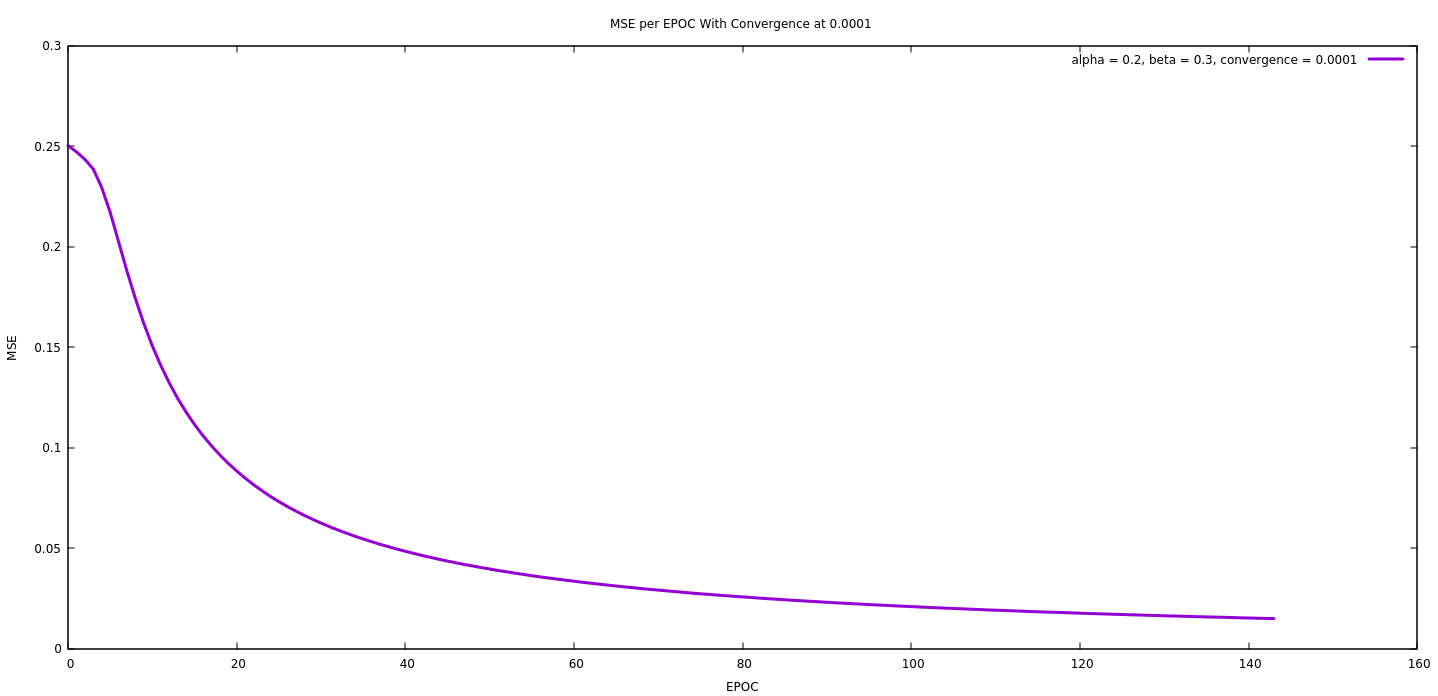 MSE per EPOC With Convergence at 0.0001
alpha = 0.2, beta = 0.3, convergence = 0.0001
0.3
0.25
0.2
0.15
0.1
0.05
0
MSE
0 20 40 60 80 100 120 140 160
EPOC